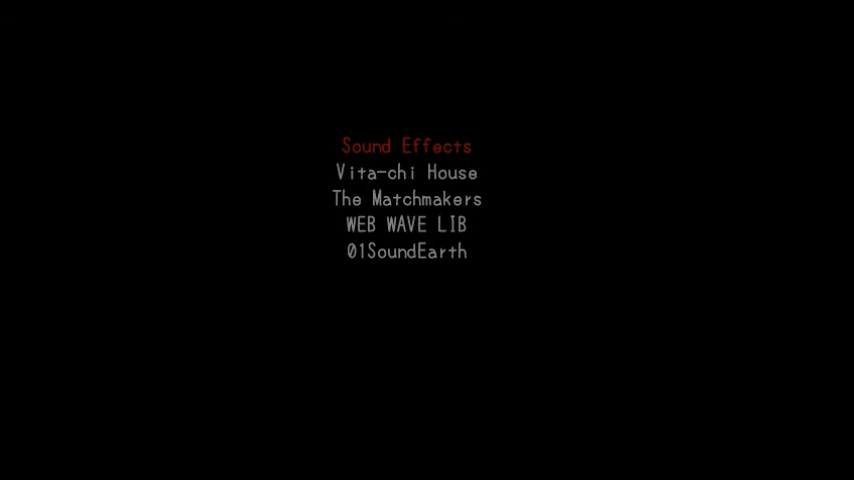 Sound Effects
Vita-chi House
The Matchmakers
WEB WAVE LIB
01SoundEarth